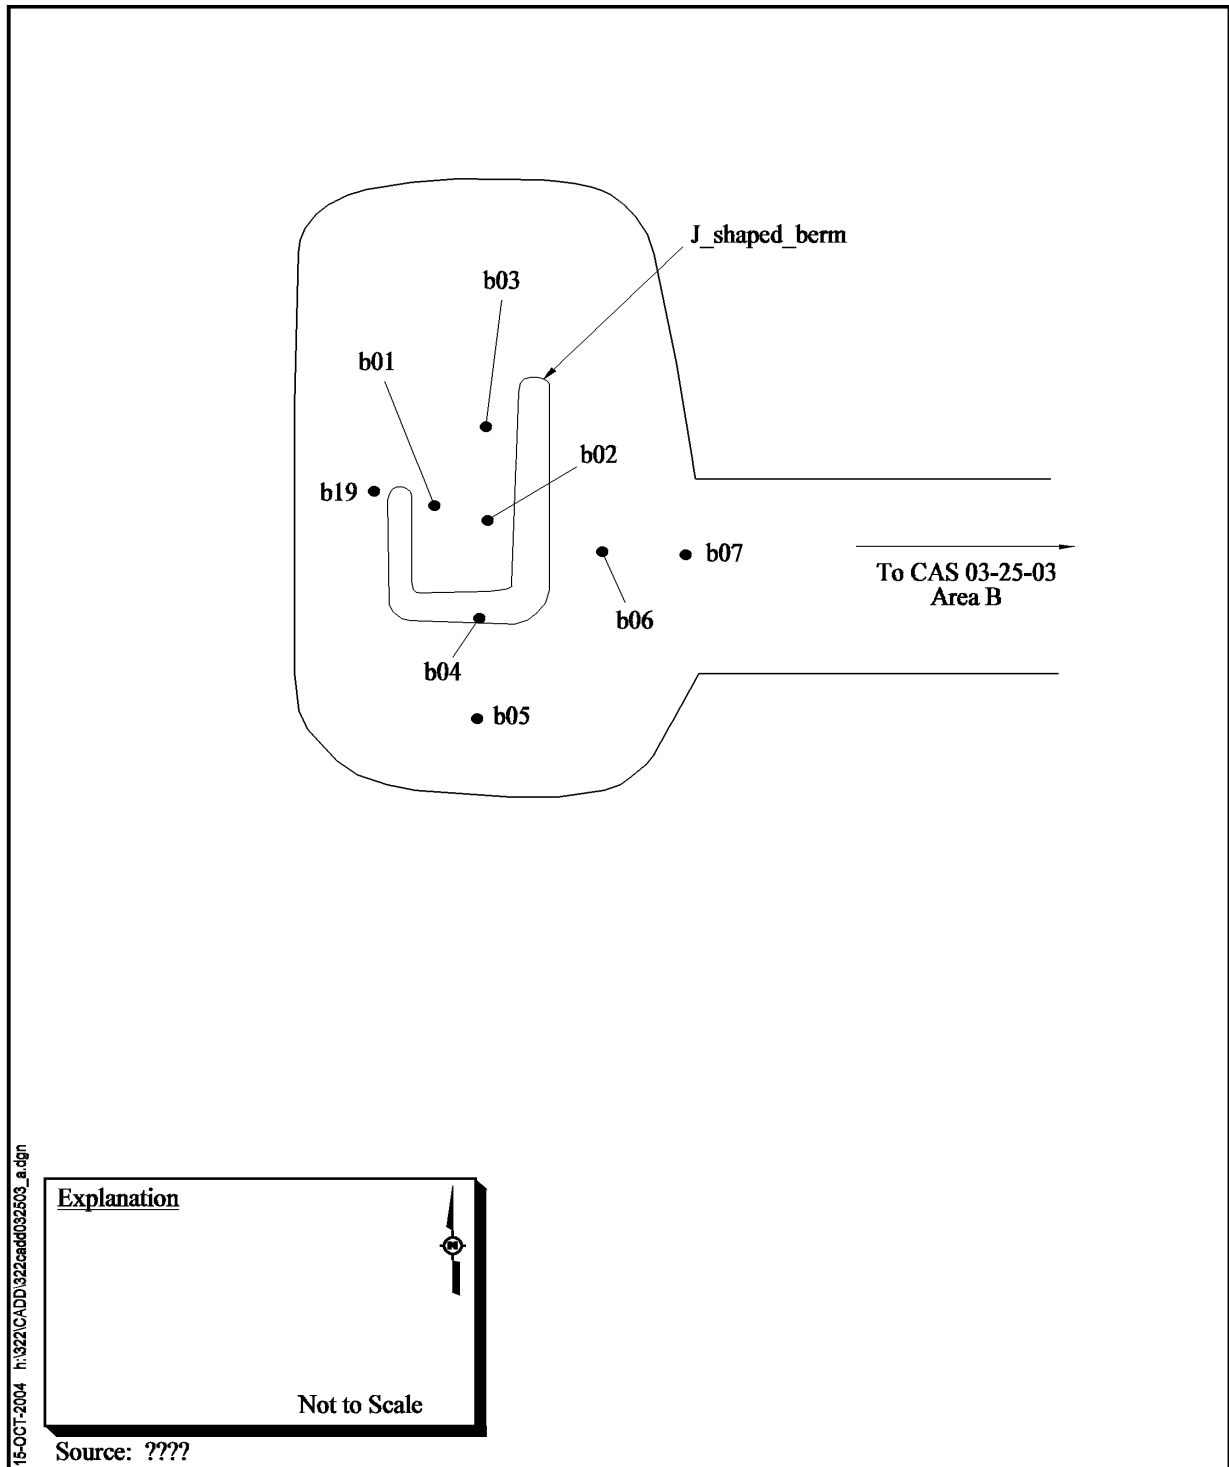 J_shaped_berm
b03
b01
b02
b19
b07
b06
b04
b05
To CAS 03-25-03
Area B
Explanation
N
Not to Scale
Source: ????
15-OCT-2004 h:\322\CADD\322cadd032503_a.dgn